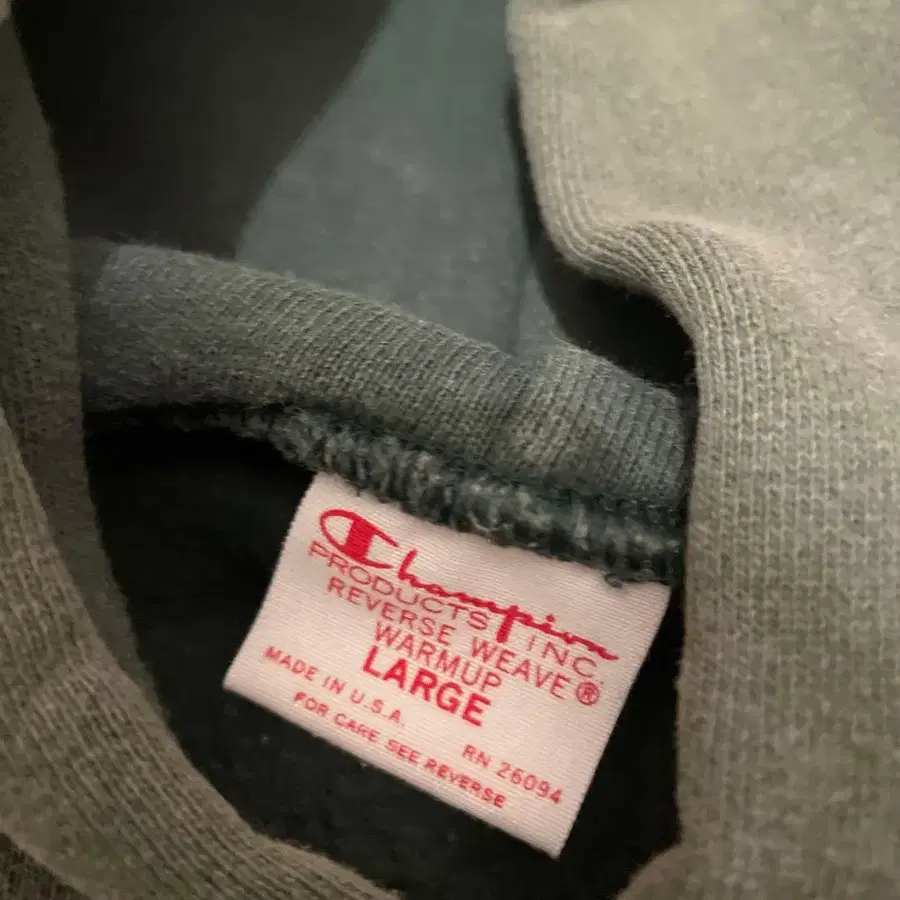 Champion
PRODUCTS INC.
REVERSE WEAVE®
WARMUP
LARGE
MADE IN U.S.A. RN 26094
FOR CARE SEE REVERSE